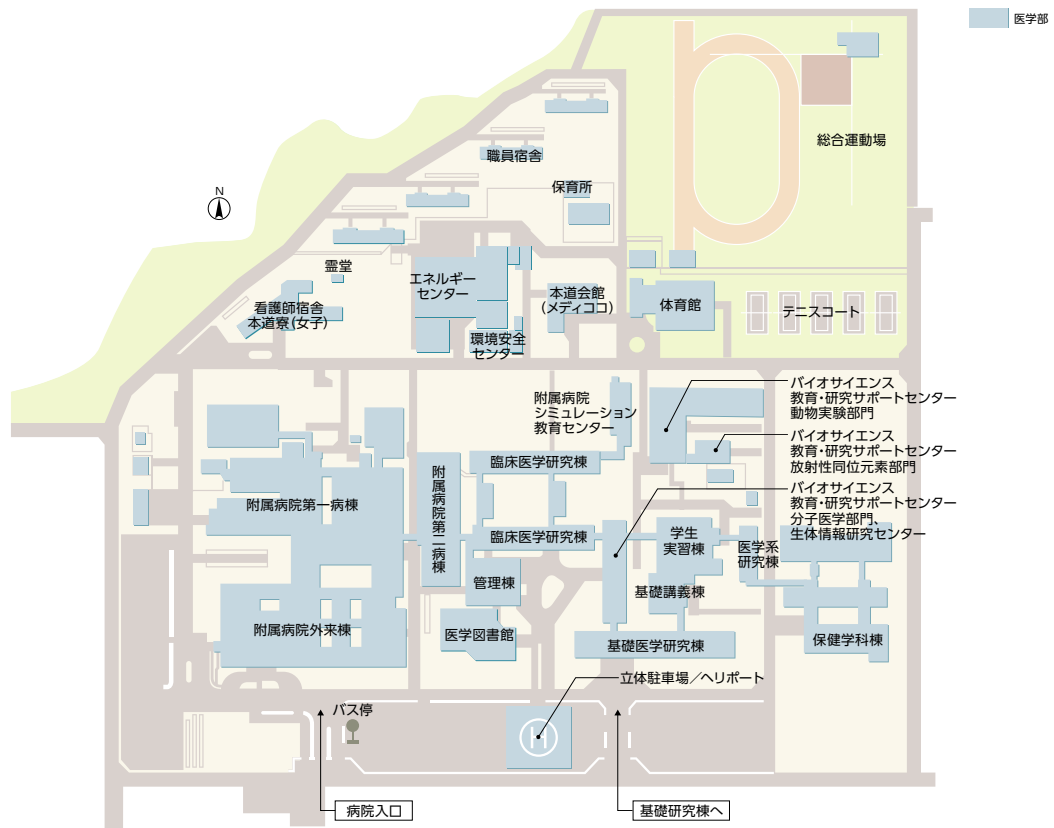 医学部
総合運動場
職員宿舎
保育所
N
霊堂
エネルギー
センター
本道会館
(メディココ)
体育館
テニスコート
看護師宿舎
本道寮(女子)
環境安全
センター
バイオサイエンス
教育・研究サポートセンター
動物実験部門
附属病院
シミュレーション
教育センター
バイオサイエンス
教育・研究サポートセンター
放射性同位元素部門
臨床医学研究棟
附属病院第二病棟
バイオサイエンス
教育・研究サポートセンター
分子医学部門、
生体情報研究センター
附属病院第一病棟
臨床医学研究棟
学生
実習棟
医学系
研究棟
管理棟
基礎講義棟
附属病院外来棟
医学図書館
基礎医学研究棟
保健学科棟
立体駐車場/ヘリポート
バス停
H
病院入口
基礎研究棟へ